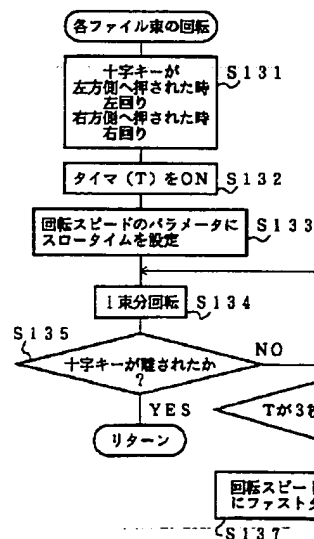 各ファイル束の回転
十字キーが
左方側へ押された時
左回り
右方側へ押された時
右回り
S131
タイマ(T)をON
S132
回転スピードのパラメータに
スロータイムを設定
S133
1束分回転
S134
S135
十字キーが離されたか
?
NO
YES
Tが3
リターン
回転スピード
にファスト
S137